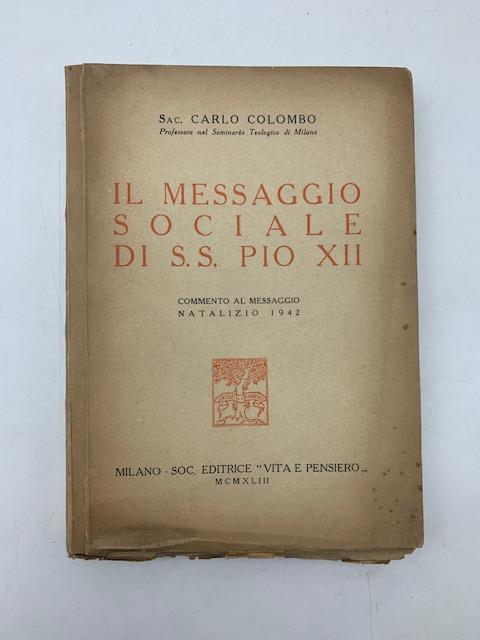 SAC. CARLO COLOMBO
Professore nel Seminario Teologico di Milano
IL MESSAGGIO
SOCIALE
DI S.S. PIO XII
COMMENTO AL MESSAGGIO
NATALIZIO 1942
MILANO - SOC. EDITRICE "VITA E PENSIERO„
MCMXLIII